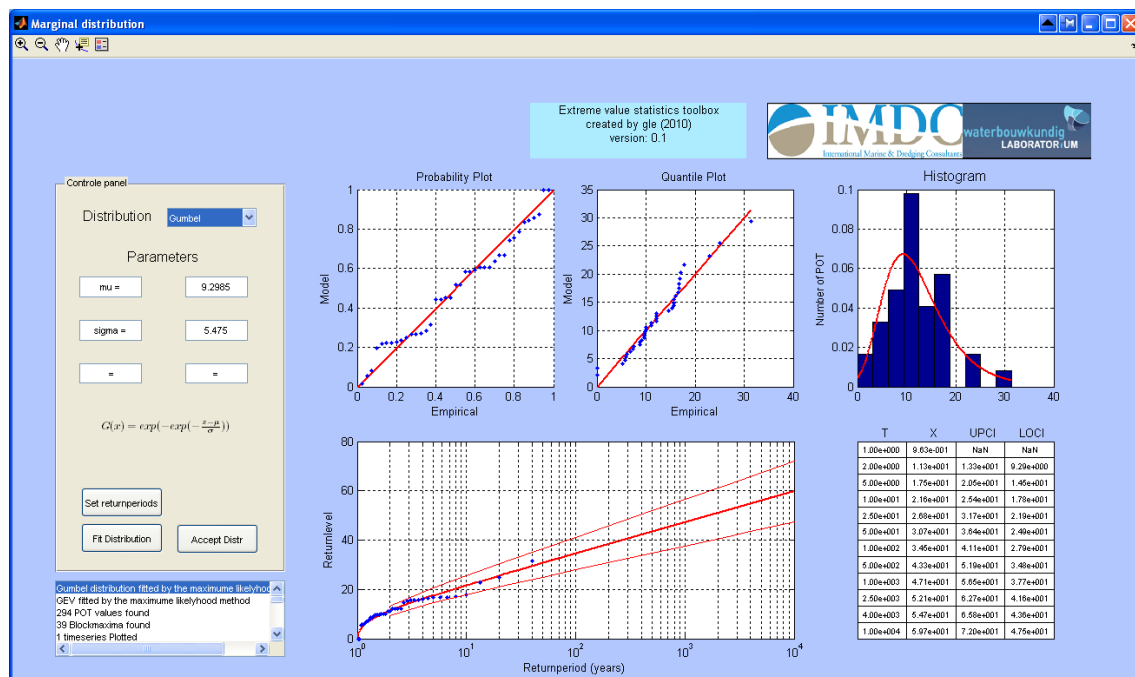 Marginal distribution
Extreme value statistics toolbox
created by gle (2010)
version: 0.1
IMDC
International Marine & Dredging Consultants
waterbouwkundig
LABORATORIUM
Controle panel
Distribution Gumbel
Parameters
mu = 9.2985
sigma = 5.475
= =
G(x) = exp(−exp(−(x−μ)/σ))
Set returnperiods
Fit Distribution Accept Distr
Gumbel distribution fitted by the maximume likelyhoo
GEV fitted by the maximume likelyhood method
294 POT values found
39 Blockmaxima found
1 timeseries Plotted
Probability Plot
Model
1
0.8
0.6
0.4
0.2
0
0 0.2 0.4 0.6 0.8 1
Empirical
Quantile Plot
Model
35
30
25
20
15
10
5
0
0 10 20 30 40
Empirical
Histogram
Number of POT
0.1
0.08
0.06
0.04
0.02
0
0 10 20 30 40
Returnlevel
80
60
40
20
0
10^0 10^1 10^2 10^3 10^4
Returnperiod (years)
T X UPCI LOCI
1.00e+000 9.63e-001 NaN NaN
2.00e+000 1.13e+001 1.33e+001 9.29e+000
5.00e+000 1.75e+001 2.05e+001 1.45e+001
1.00e+001 2.16e+001 2.54e+001 1.78e+001
2.50e+001 2.68e+001 3.17e+001 2.19e+001
5.00e+001 3.07e+001 3.64e+001 2.49e+001
1.00e+002 3.45e+001 4.11e+001 2.79e+001
5.00e+002 4.33e+001 5.19e+001 3.48e+001
1.00e+003 4.71e+001 5.65e+001 3.77e+001
2.50e+003 5.21e+001 6.27e+001 4.16e+001
4.00e+003 5.47e+001 6.58e+001 4.36e+001
1.00e+004 5.97e+001 7.20e+001 4.75e+001